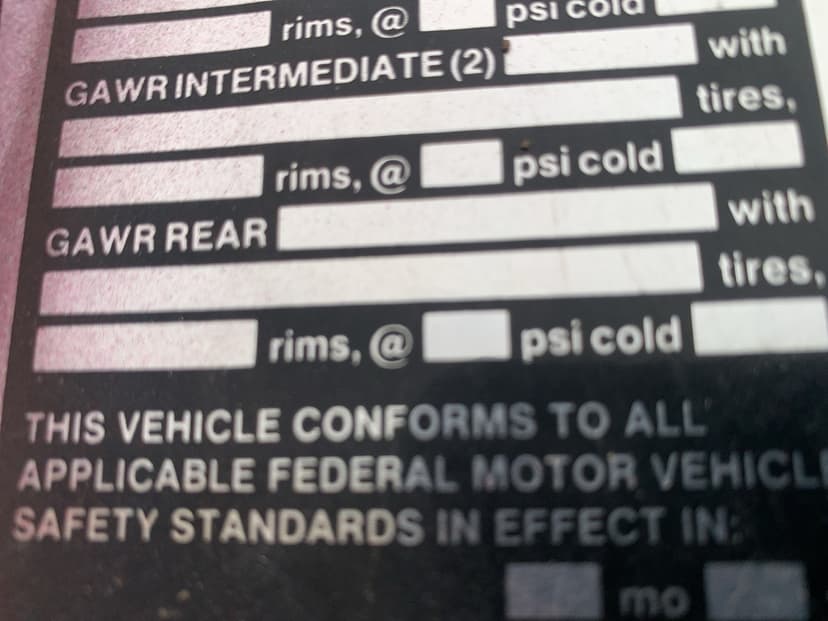 rims, @ psi cold
GAWR INTERMEDIATE (2) with
tires,
rims, @ psi cold
GAWR REAR with
tires,
rims, @ psi cold
THIS VEHICLE CONFORMS TO ALL
APPLICABLE FEDERAL MOTOR VEHICL
SAFETY STANDARDS IN EFFECT IN:
mo